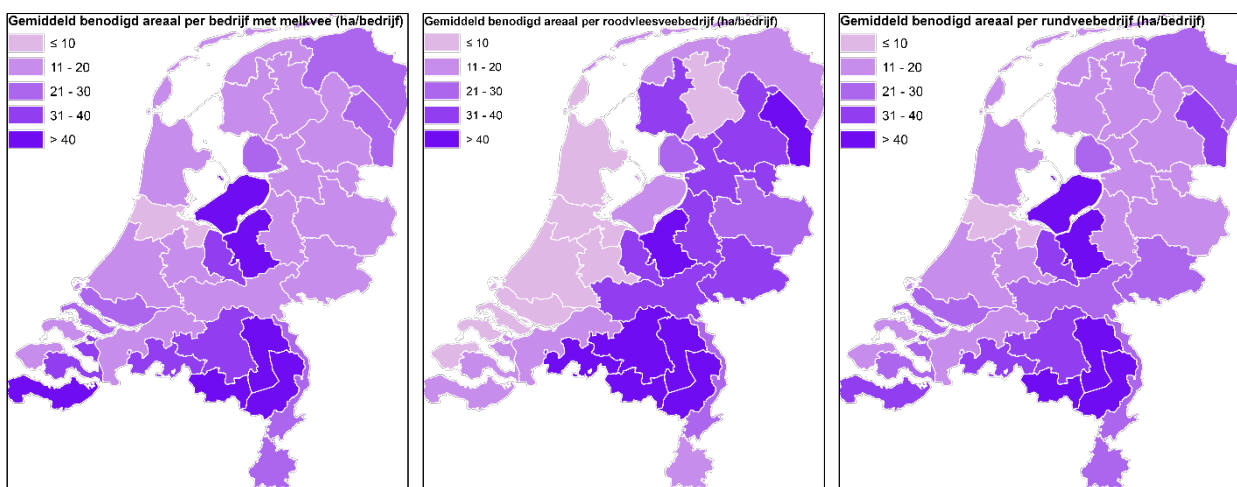 Gemiddeld benodigd areaal per bedrijf met melkvee (ha/bedrijf)
≤ 10
11 - 20
21 - 30
31 - 40
> 40
Gemiddeld benodigd areaal per roodvleesveebedrijf (ha/bedrijf)
≤ 10
11 - 20
21 - 30
31 - 40
> 40
Gemiddeld benodigd areaal per rundveebedrijf (ha/bedrijf)
≤ 10
11 - 20
21 - 30
31 - 40
> 40